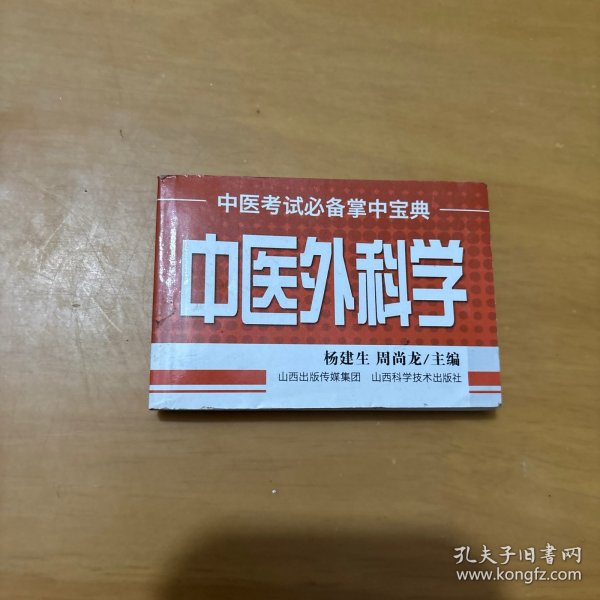 中医考试必备掌中宝典
中医外科学
杨建生 周尚龙/主编
山西出版传媒集团 山西科学技术出版社
孔夫子旧书网
www.kongfz.com